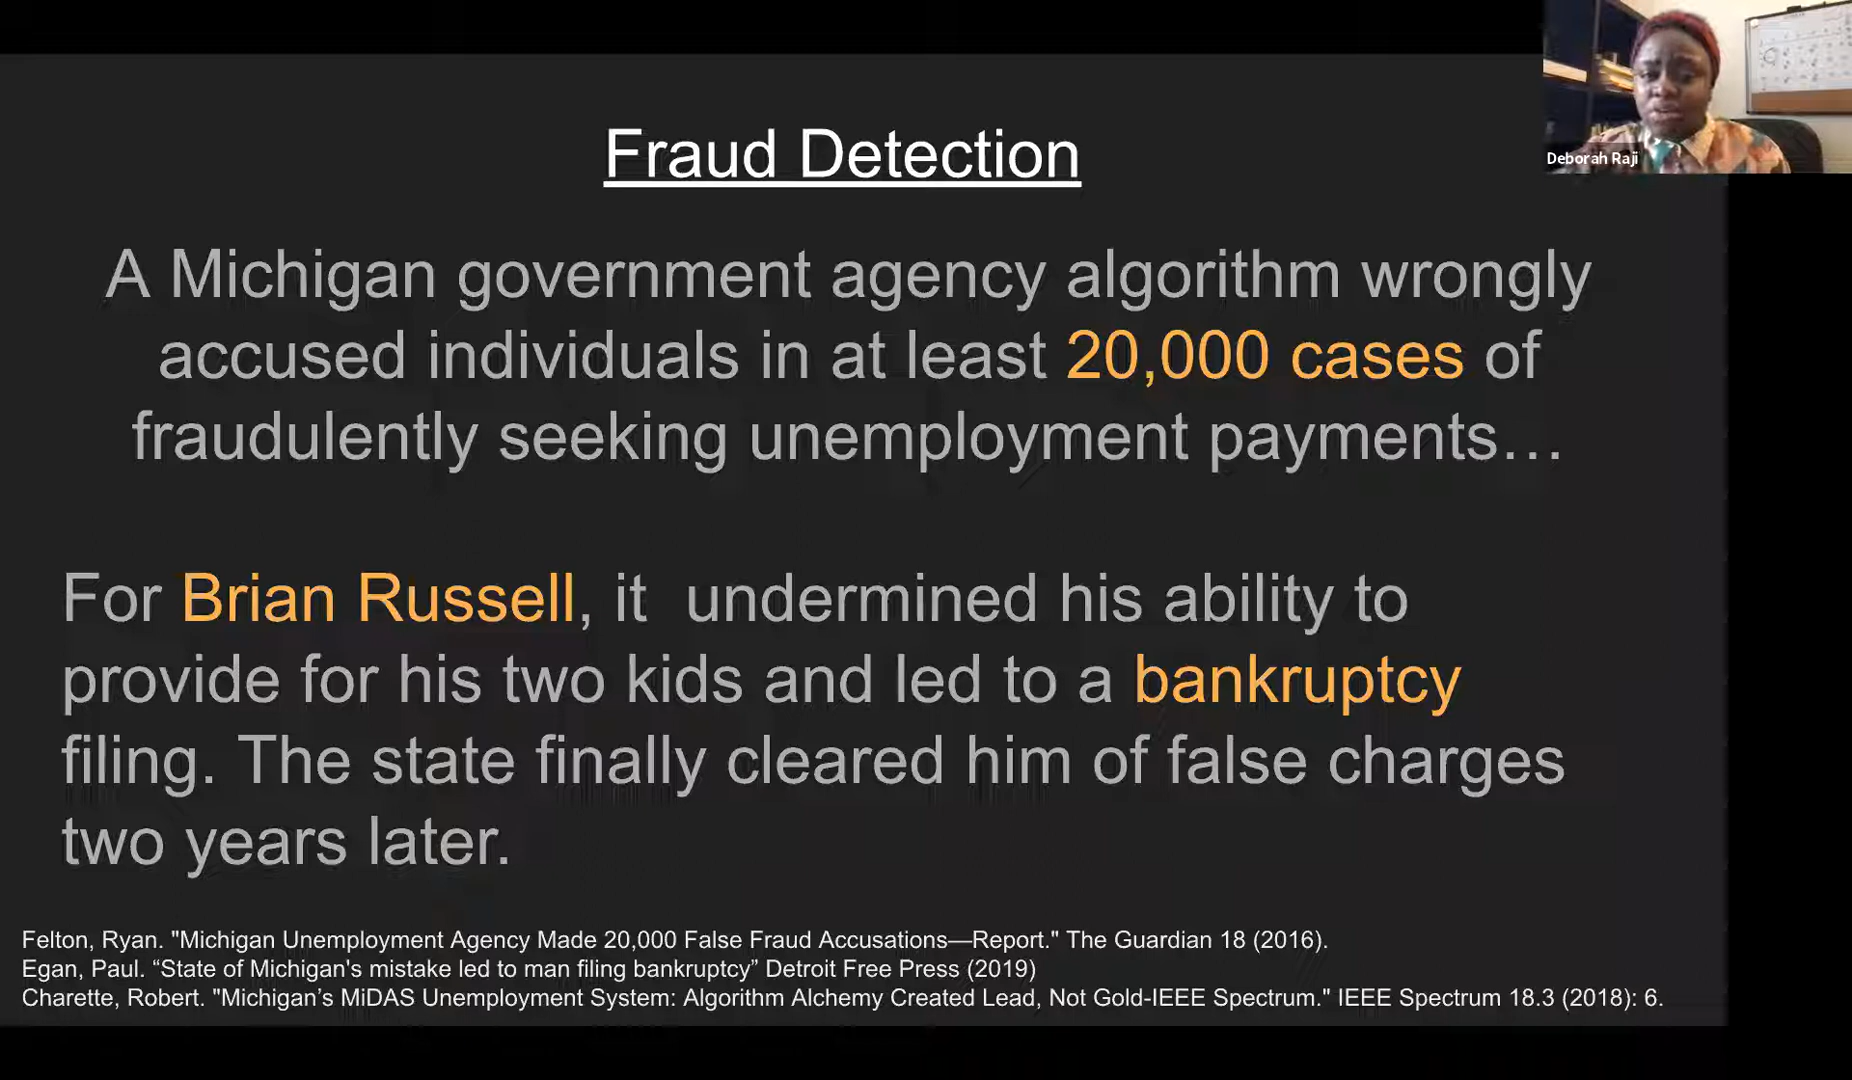 Deborah Raji
Fraud Detection
A Michigan government agency algorithm wrongly
accused individuals in at least 20,000 cases of
fraudulently seeking unemployment payments…
For Brian Russell, it  undermined his ability to
provide for his two kids and led to a bankruptcy
filing. The state finally cleared him of false charges
two years later.
Felton, Ryan. "Michigan Unemployment Agency Made 20,000 False Fraud Accusations—Report." The Guardian 18 (2016).
Egan, Paul. “State of Michigan's mistake led to man filing bankruptcy” Detroit Free Press (2019)
Charette, Robert. "Michigan’s MiDAS Unemployment System: Algorithm Alchemy Created Lead, Not Gold-IEEE Spectrum." IEEE Spectrum 18.3 (2018): 6.